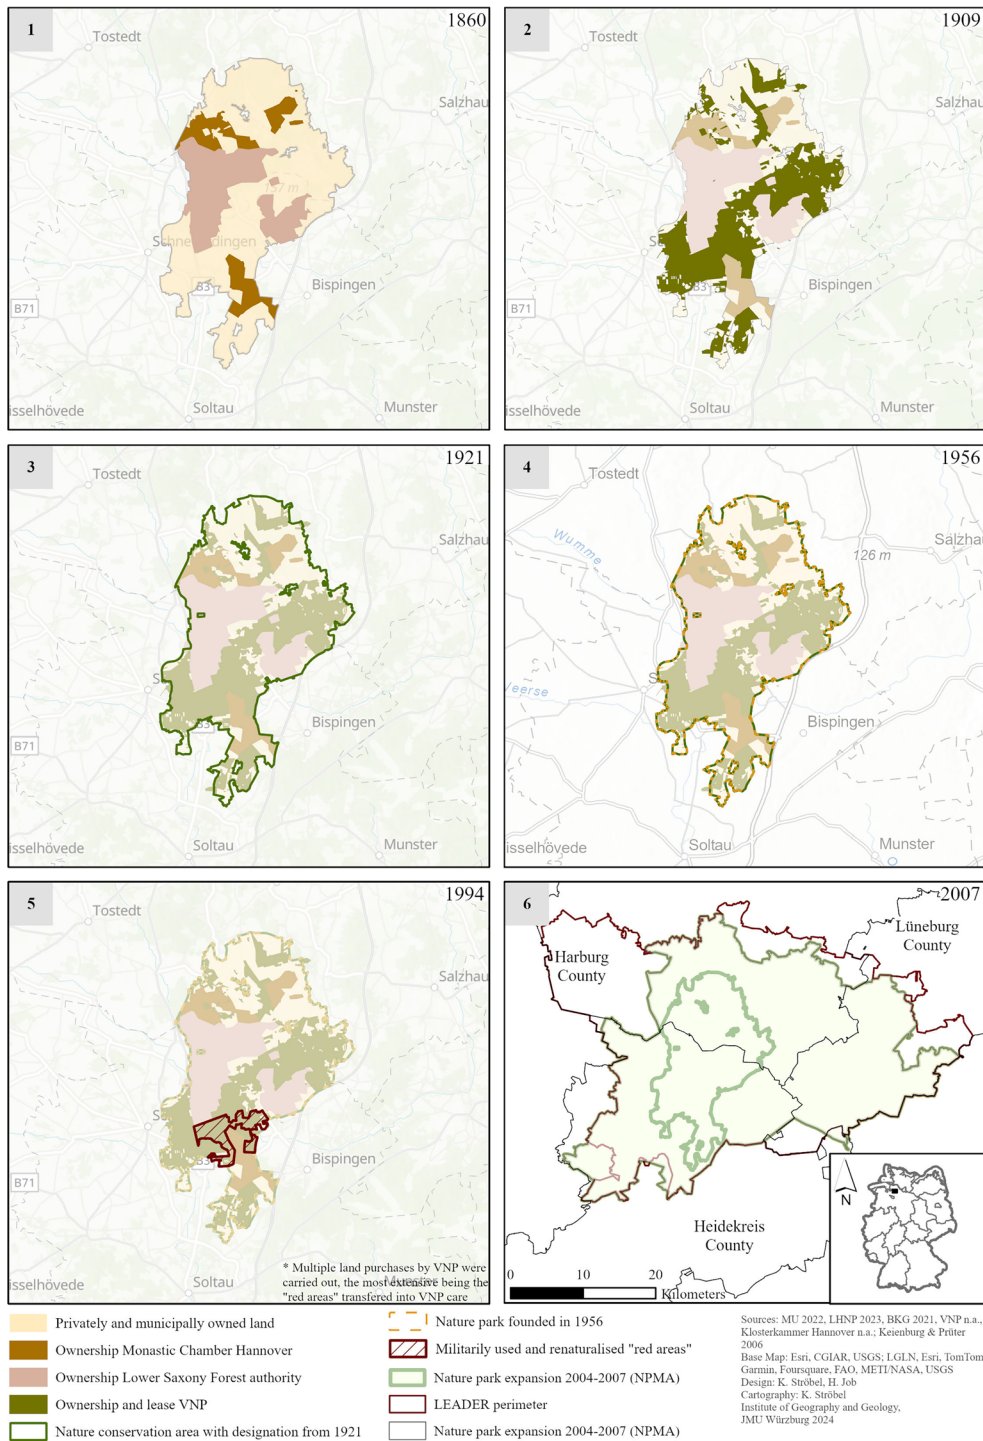 1
1860
Tostedt
Salzhau
137 m
Schneverdingen
B3
Bispingen
B71
isselhövede
Soltau
Munster
2
1909
Tostedt
Salzhau
S
B3
Bispingen
B71
isselhövede
Soltau
Munster
3
1921
Tostedt
Salzhau
S
B3
Bispingen
B71
isselhövede
Soltau
Munster
4
1956
Tostedt
Wumme
126 m
Salzhau
S
Bispingen
isselhövede
Soltau
Munster
5
1994
Tostedt
Salzhau
S
B3
Bispingen
B71
* Multiple land purchases by VNP were
carried out, the most extensive being the
"red areas" transfered into VNP care
isselhövede
Soltau
Munster
6
2007
Lüneburg
County
Harburg
County
Heidekreis
County
N
0 10 20
Kilometers
Privately and municipally owned land
Ownership Monastic Chamber Hannover
Ownership Lower Saxony Forest authority
Ownership and lease VNP
Nature conservation area with designation from 1921
Nature park founded in 1956
Militarily used and renaturalised "red areas"
Nature park expansion 2004-2007 (NPMA)
LEADER perimeter
Nature park expansion 2004-2007 (NPMA)
Sources: MU 2022, LHNP 2023, BKG 2021, VNP n.a.,
Klosterkammer Hannover n.a.; Keienburg & Prüter
2006
Base Map: Esri, CGIAR, USGS; LGLN, Esri, TomTom,
Garmin, Foursquare, FAO, METI/NASA, USGS
Design: K. Ströbel, H. Job
Cartography: K. Ströbel
Institute of Geography and Geology,
JMU Würzburg 2024